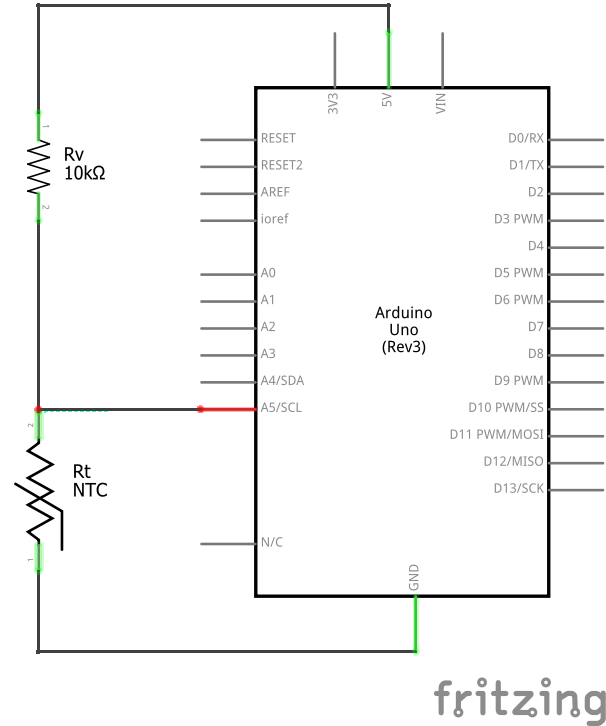 3V3
5V
VIN
1
Rv
10kΩ
2
RESET
RESET2
AREF
ioref
A0
A1
A2
A3
A4/SDA
A5/SCL
N/C
Arduino
Uno
(Rev3)
D0/RX
D1/TX
D2
D3 PWM
D4
D5 PWM
D6 PWM
D7
D8
D9 PWM
D10 PWM/SS
D11 PWM/MOSI
D12/MISO
D13/SCK
2
Rt
NTC
1
GND
fritzing